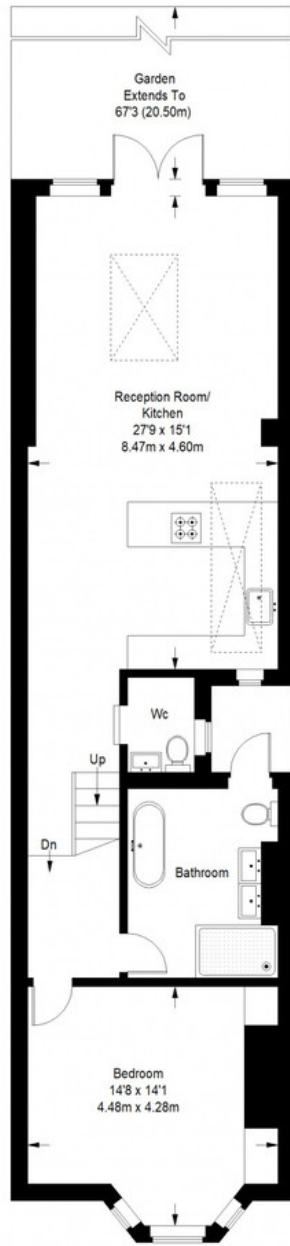 Garden
Extends To
67'3 (20.50m)
Reception Room/
Kitchen
27'9 x 15'1
8.47m x 4.60m
Wc
Up
Dn
Bathroom
Bedroom
14'8 x 14'1
4.48m x 4.28m